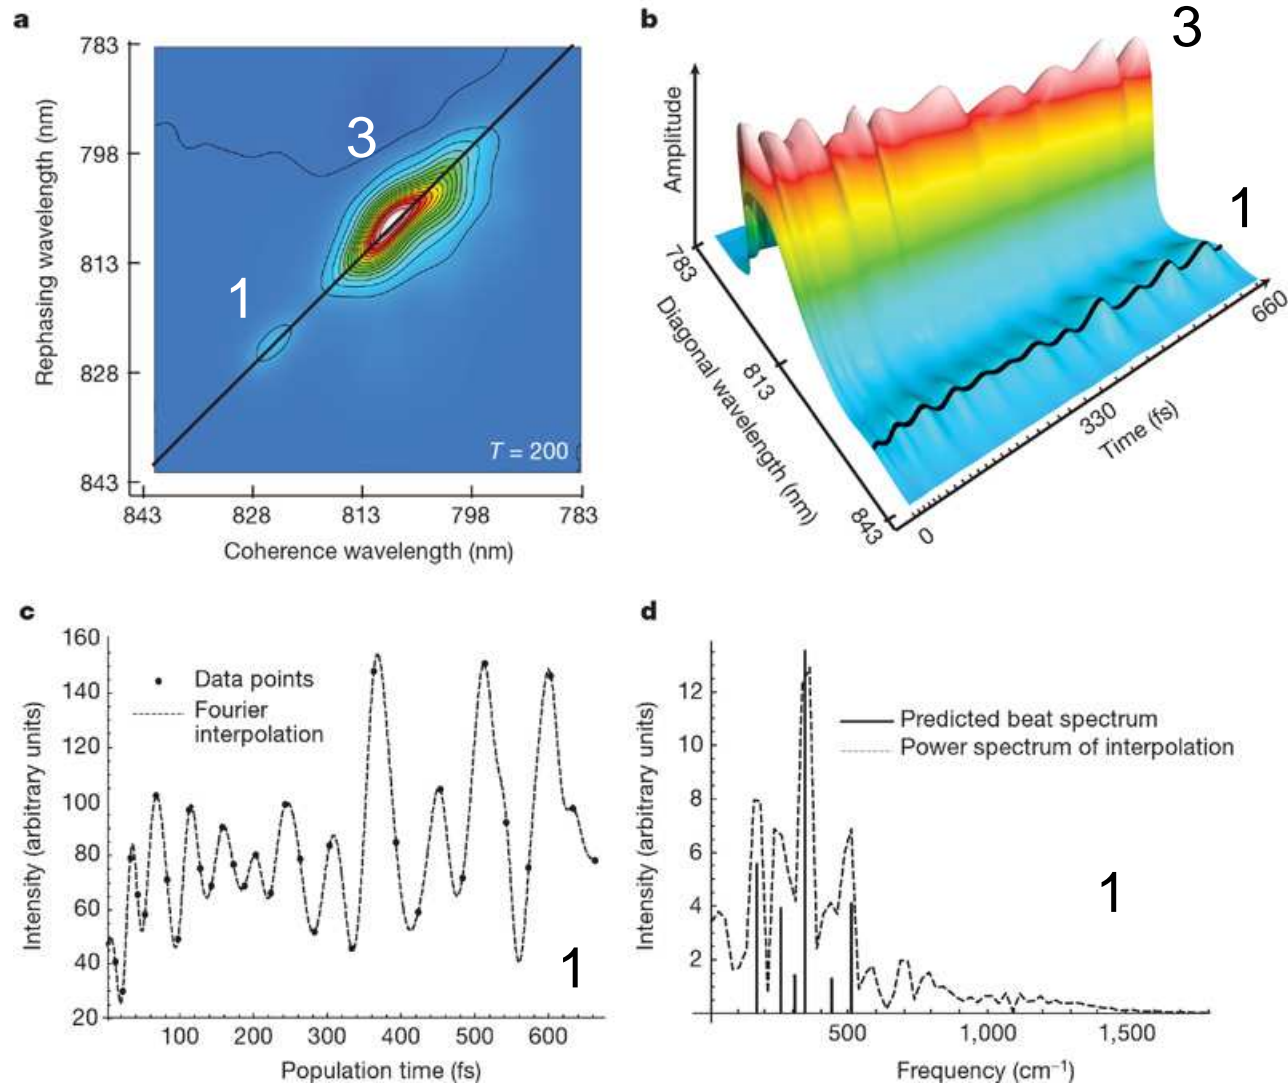 a
783
798
813
828
843
Rephasing wavelength (nm)
3
1
T = 200
843
828
813
798
783
Coherence wavelength (nm)
b
3
1
Amplitude
783
813
843
Diagonal wavelength (nm)
0
330
660
Time (fs)
c
160
140
120
100
80
60
40
20
Intensity (arbitrary units)
Data points
Fourier
interpolation
1
100
200
300
400
500
600
Population time (fs)
d
12
10
8
6
4
2
Intensity (arbitrary units)
Predicted beat spectrum
Power spectrum of interpolation
1
500
1,000
1,500
Frequency (cm⁻¹)